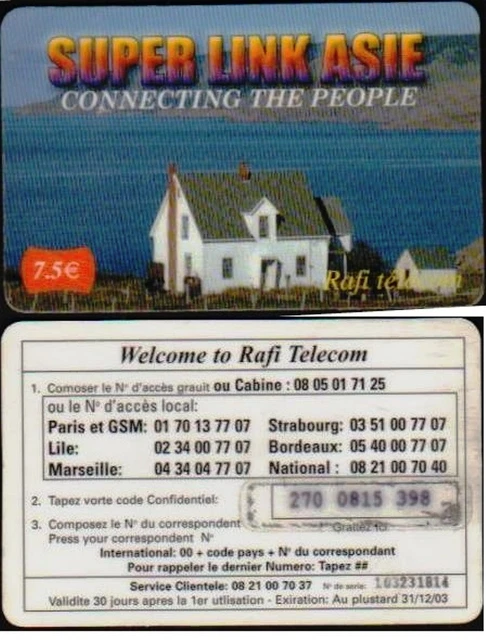 SUPER LINK ASIE
CONNECTING THE PEOPLE
7.5€
Rafi télecom
Welcome to Rafi Telecom
1. Comoser le N° d'accès grauit ou Cabine : 08 05 01 71 25
ou le N° d'accès local:
Paris et GSM: 01 70 13 77 07 Strabourg: 03 51 00 77 07
Lile: 02 34 00 77 07 Bordeaux: 05 40 00 77 07
Marseille: 04 34 04 77 07 National : 08 21 00 70 40
2. Tapez vorte code Confidentiel: 270 0815 398
Grattez ici
3. Composez le N° du correspondent
Press your correspondent N°
International: 00 + code pays + N° du correspondant
Pour rappeler le dernier Numero: Tapez ##
Service Clientele: 08 21 00 70 37 N° de serie: 103231814
Validite 30 jours apres la 1er utlisation - Exiration: Au plustard 31/12/03